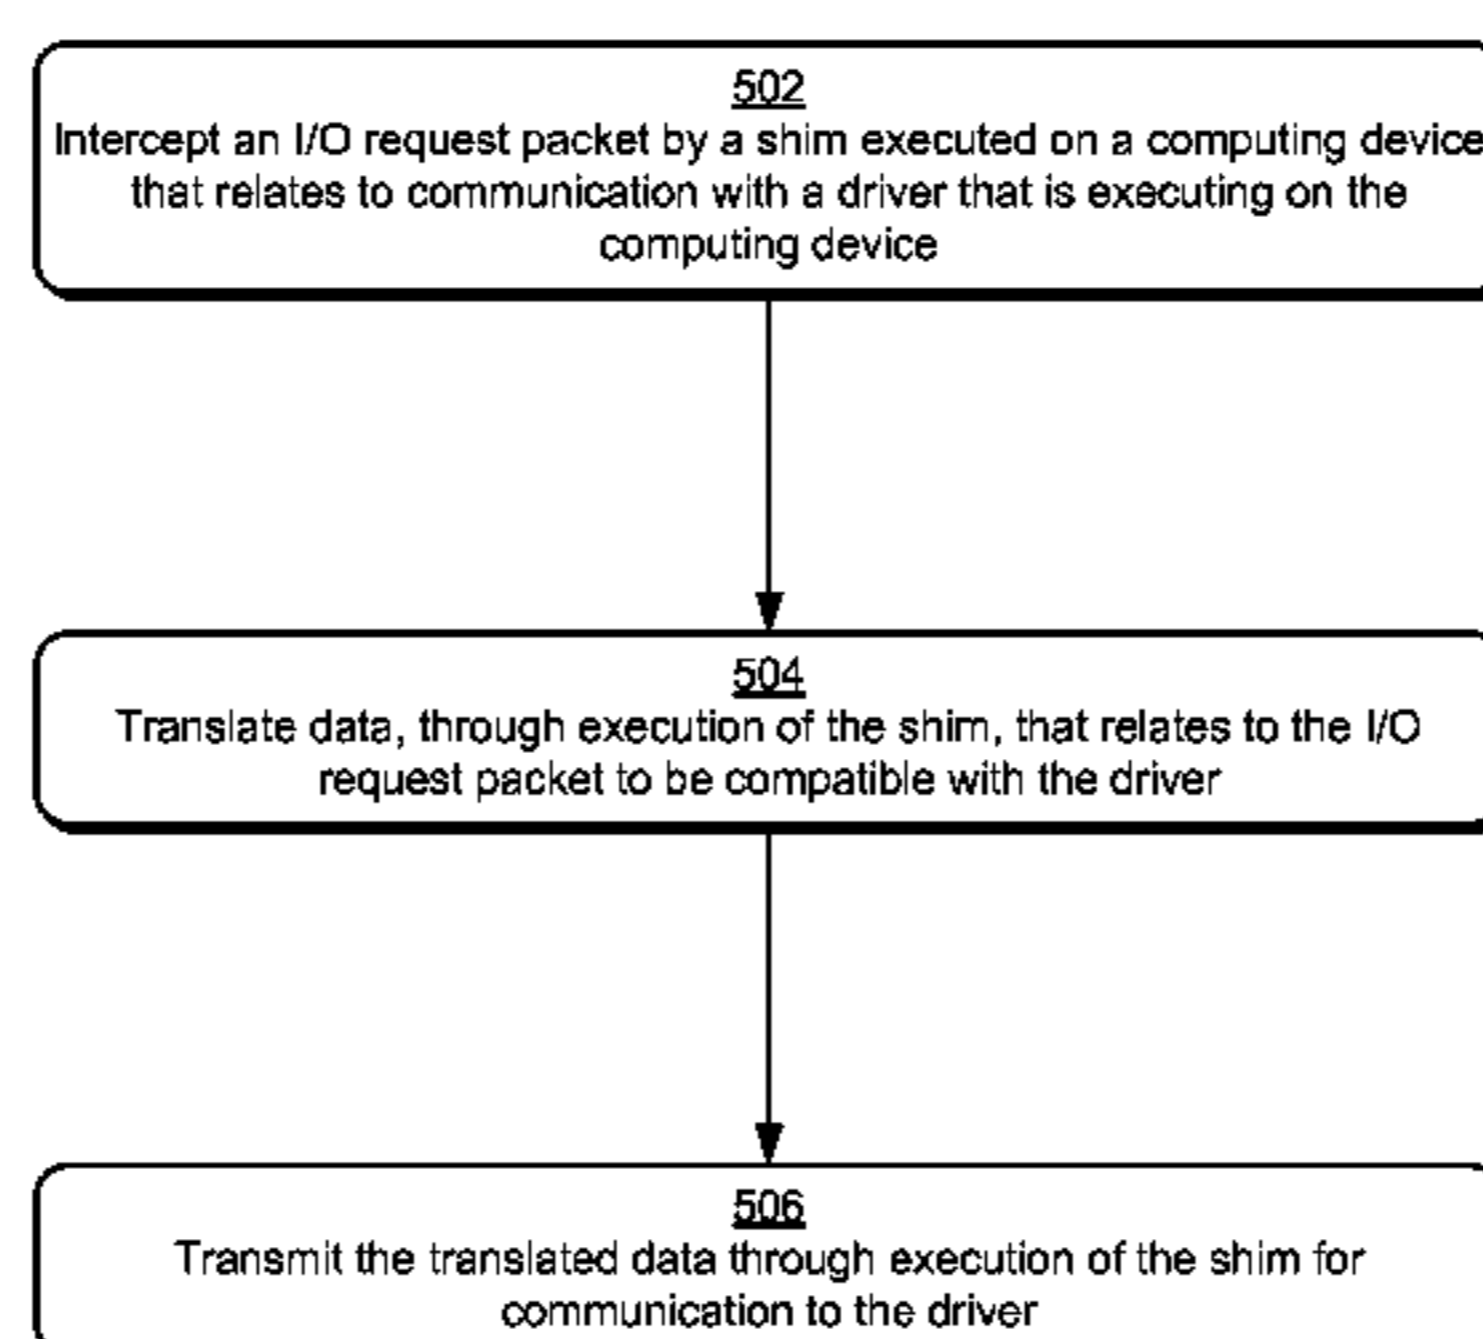 502
Intercept an I/O request packet by a shim executed on a computing device
that relates to communication with a driver that is executing on the
computing device
504
Translate data, through execution of the shim, that relates to the I/O
request packet to be compatible with the driver
506
Transmit the translated data through execution of the shim for
communication to the driver